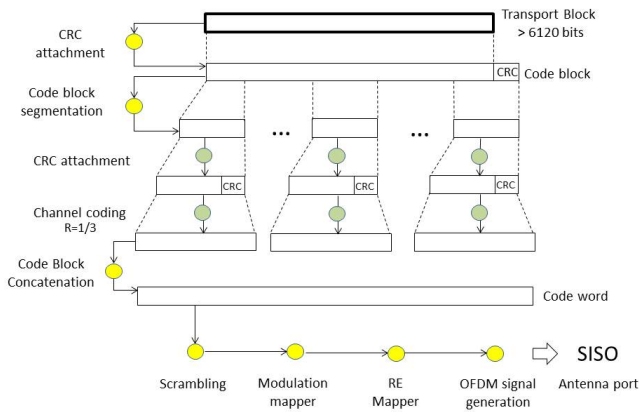 Transport Block
> 6120 bits
CRC
attachment
CRC
Code block
Code block
segmentation
...
...
CRC attachment
CRC
CRC
CRC
Channel coding
R=1/3
Code Block
Concatenation
Code word
SISO
Scrambling
Modulation
mapper
RE
Mapper
OFDM signal
generation
Antenna port